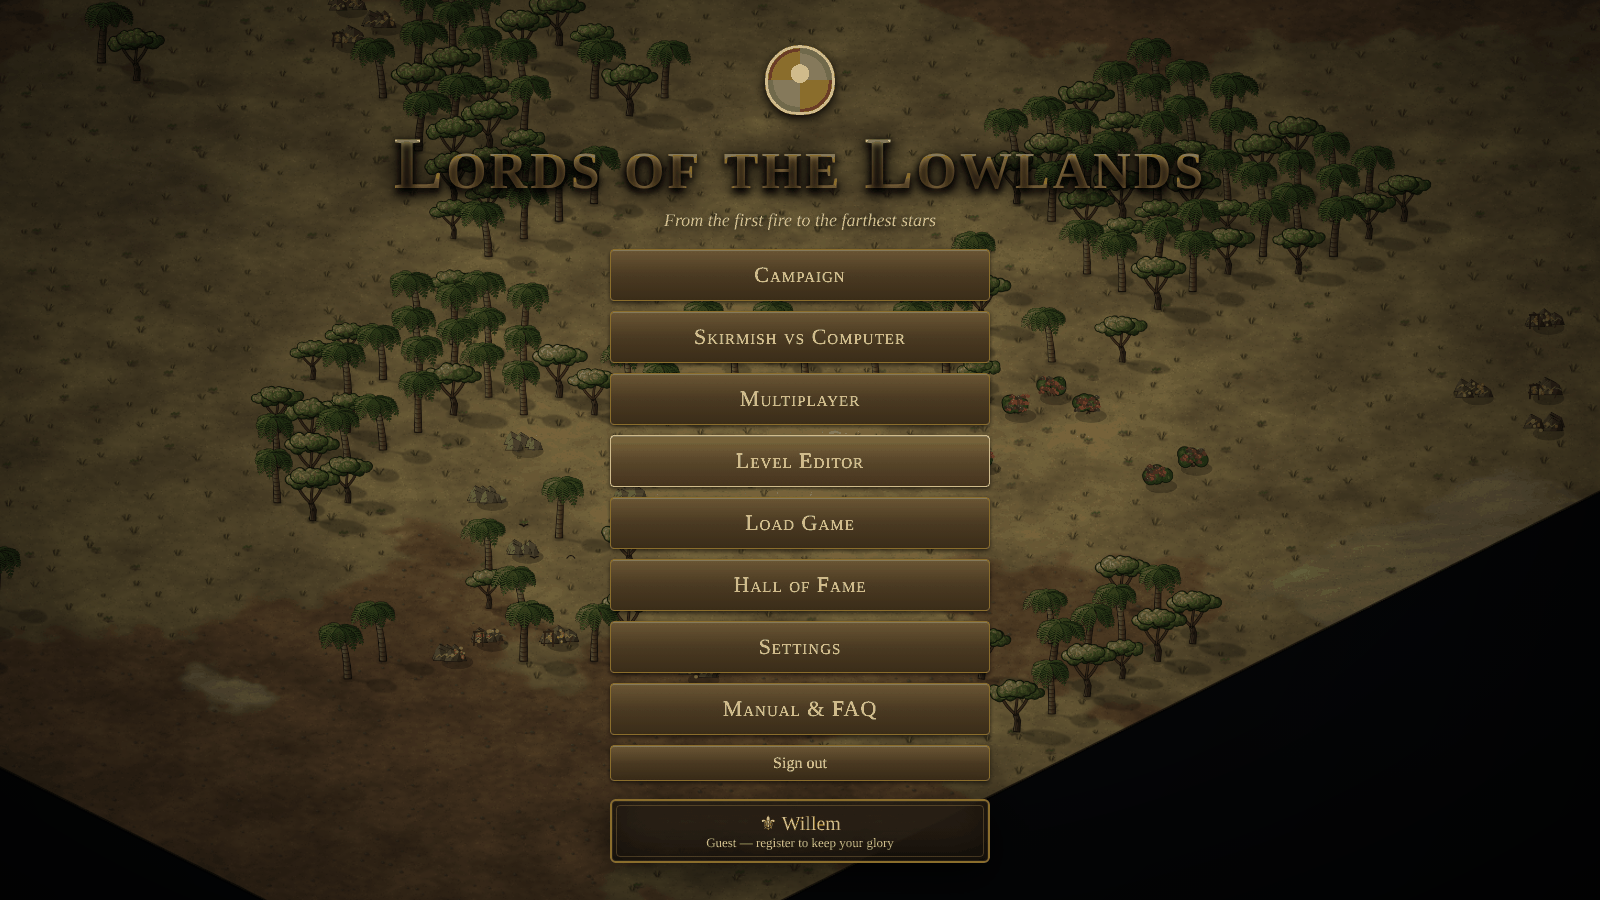 Lords of the Lowlands
From the first fire to the farthest stars
Campaign
Skirmish vs Computer
Multiplayer
Level Editor
Load Game
Hall of Fame
Settings
Manual & FAQ
Sign out
⚜ Willem
Guest — register to keep your glory